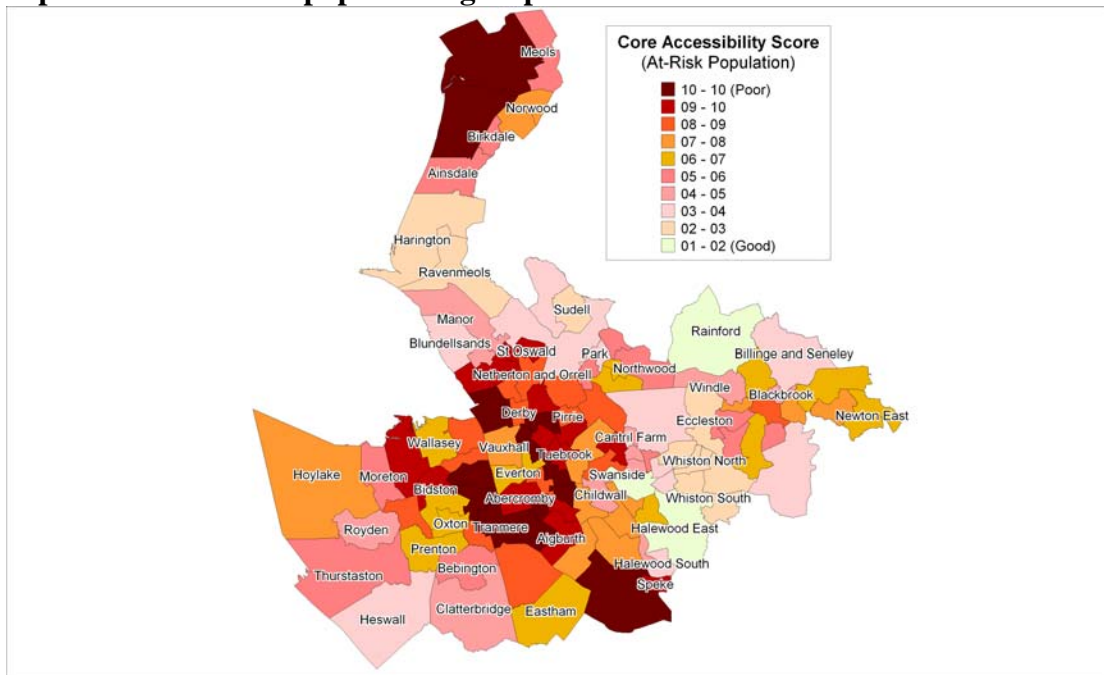 Core Accessibility Score
(At-Risk Population)
10 - 10 (Poor)
09 - 10
08 - 09
07 - 08
06 - 07
05 - 06
04 - 05
03 - 04
02 - 03
01 - 02 (Good)
Meols
Norwood
Birkdale
Ainsdale
Harington
Ravenmeols
Sudell
Manor
Rainford
Blundellsands
St Oswald
Park
Billinge and Seneley
Netherton and Orrell
Northwood
Windle
Blackbrook
Derby
Pirrie
Eccleston
Newton East
Wallasey
Vauxhall
Tuebrook
Cantril Farm
Hoylake
Moreton
Everton
Swanside
Whiston North
Bidston
Abercromby
Childwall
Whiston South
Royden
Oxton
Tranmere
Aigburth
Halewood East
Prenton
Thurstaston
Bebington
Halewood South
Speke
Heswall
Clatterbridge
Eastham